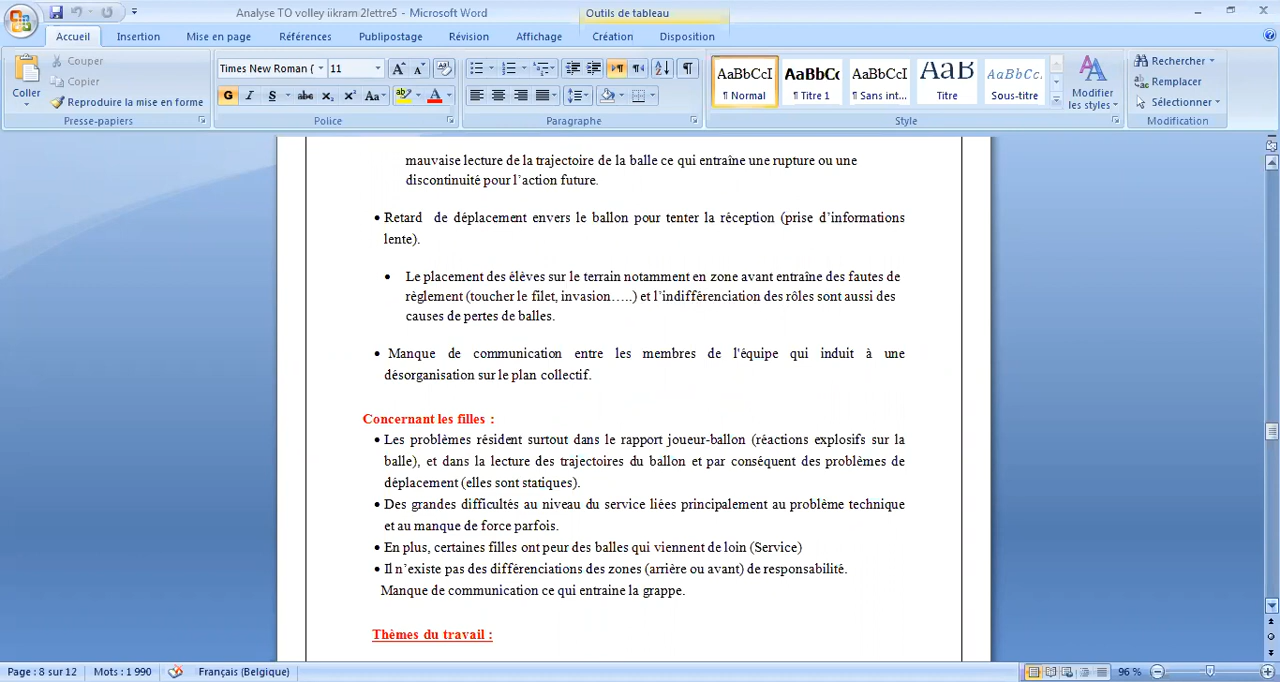 Analyse TO volley iikram 2lettre5 - Microsoft Word
Outils de tableau
Accueil Insertion Mise en page Références Publipostage Révision Affichage Création Disposition
Coller
Couper
Copier
Reproduire la mise en forme
Presse-papiers
Times New Roman ( 11
G I S abc X₂ X² Aa
Police
Paragraphe
AaBbCcI AaBbCc AaBbCcI AaB AaBbCc.
¶ Normal ¶ Titre 1 ¶ Sans int... Titre Sous-titre
Modifier
les styles
Style
Rechercher
Remplacer
Sélectionner
Modification
mauvaise lecture de la trajectoire de la balle ce qui entraîne une rupture ou une
discontinuité pour l’action future.
• Retard de déplacement envers le ballon pour tenter la réception (prise d’informations
lente).
• Le placement des élèves sur le terrain notamment en zone avant entraîne des fautes de
règlement (toucher le filet, invasion…..) et l’indifférenciation des rôles sont aussi des
causes de pertes de balles.
• Manque de communication entre les membres de l'équipe qui induit à une
désorganisation sur le plan collectif.
Concernant les filles :
• Les problèmes résident surtout dans le rapport joueur-ballon (réactions explosifs sur la
balle), et dans la lecture des trajectoires du ballon et par conséquent des problèmes de
déplacement (elles sont statiques).
• Des grandes difficultés au niveau du service liées principalement au problème technique
et au manque de force parfois.
• En plus, certaines filles ont peur des balles qui viennent de loin (Service)
• Il n’existe pas des différenciations des zones (arrière ou avant) de responsabilité.
Manque de communication ce qui entraine la grappe.
Thèmes du travail :
Page : 8 sur 12 Mots : 1 990 Français (Belgique) 96 %